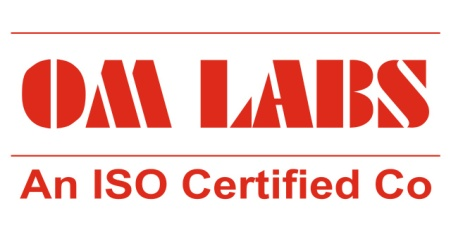 OM LABS
An ISO Certified Co